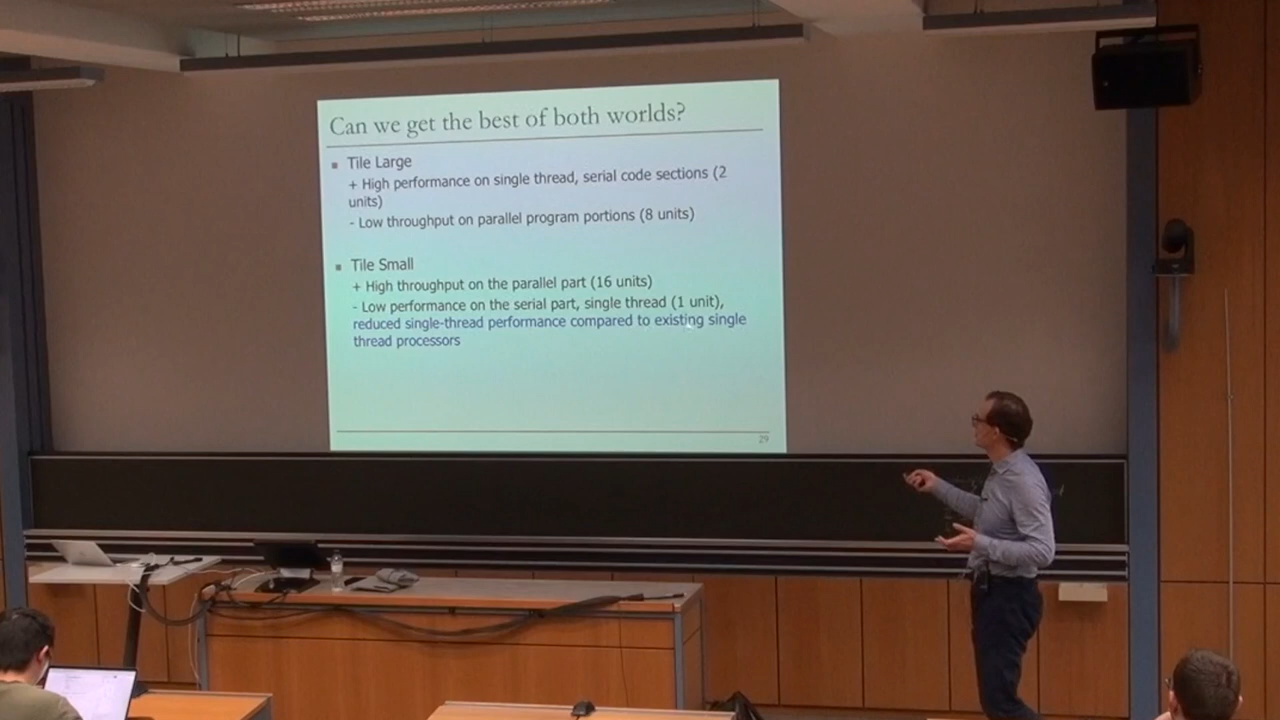 Can we get the best of both worlds?
▪ Tile Large
+ High performance on single thread, serial code sections (2
units)
- Low throughput on parallel program portions (8 units)
▪ Tile Small
+ High throughput on the parallel part (16 units)
- Low performance on the serial part, single thread (1 unit),
reduced single-thread performance compared to existing single
thread processors
29